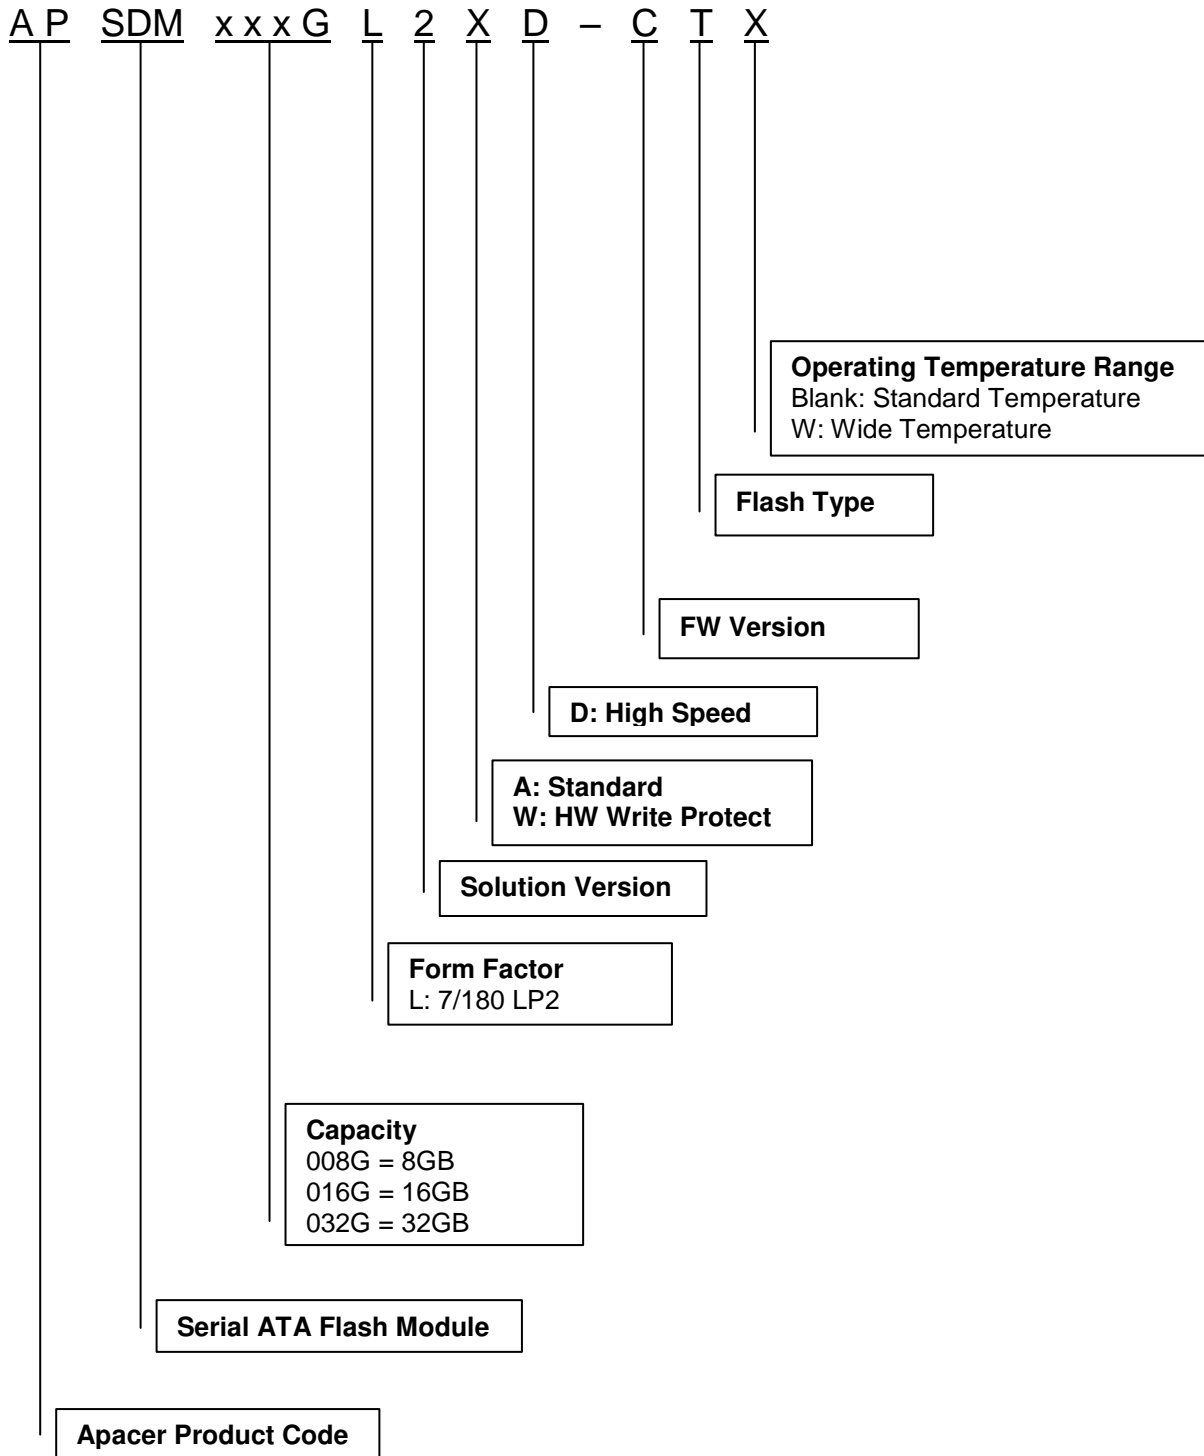 A P SDM x x x G L 2 X D – C T X
Operating Temperature Range
Blank: Standard Temperature
W: Wide Temperature
Flash Type
FW Version
D: High Speed
A: Standard
W: HW Write Protect
Solution Version
Form Factor
L: 7/180 LP2
Capacity
008G = 8GB
016G = 16GB
032G = 32GB
Serial ATA Flash Module
Apacer Product Code